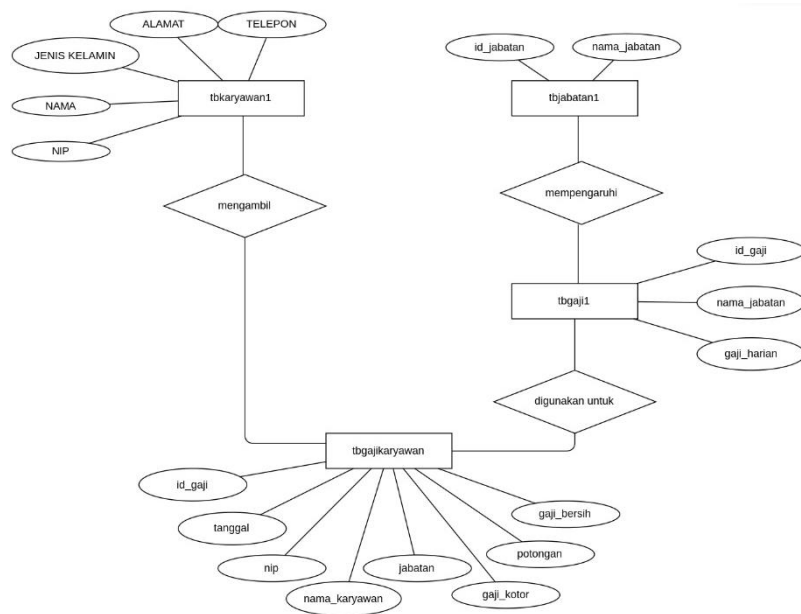 ALAMAT
TELEPON
JENIS KELAMIN
NAMA
NIP
tbkaryawan1
mengambil
id_jabatan
nama_jabatan
tbjabatan1
mempengaruhi
tbgaji1
id_gaji
nama_jabatan
gaji_harian
digunakan untuk
tbgajikaryawan
id_gaji
tanggal
nip
nama_karyawan
jabatan
gaji_kotor
potongan
gaji_bersih